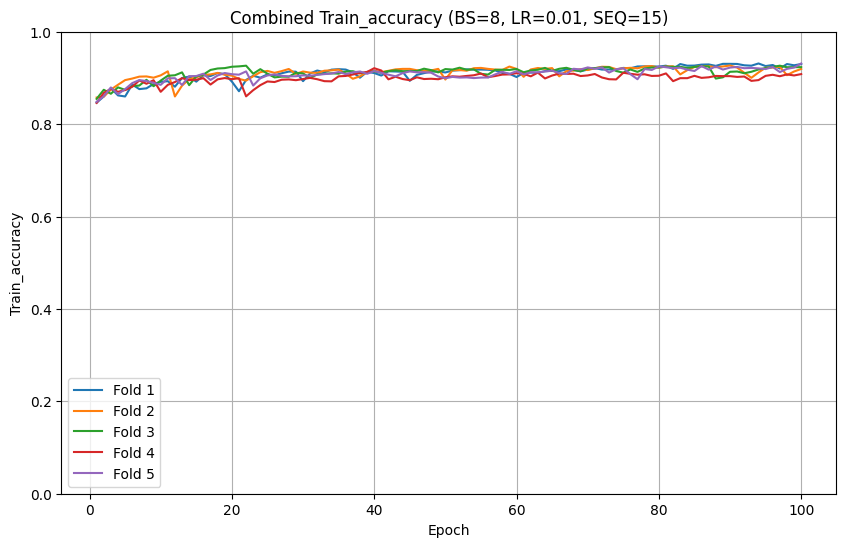 Combined Train_accuracy (BS=8, LR=0.01, SEQ=15)
1.0
0.8
0.6
0.4
0.2
0.0
Train_accuracy
Fold 1
Fold 2
Fold 3
Fold 4
Fold 5
0
20
40
60
80
100
Epoch